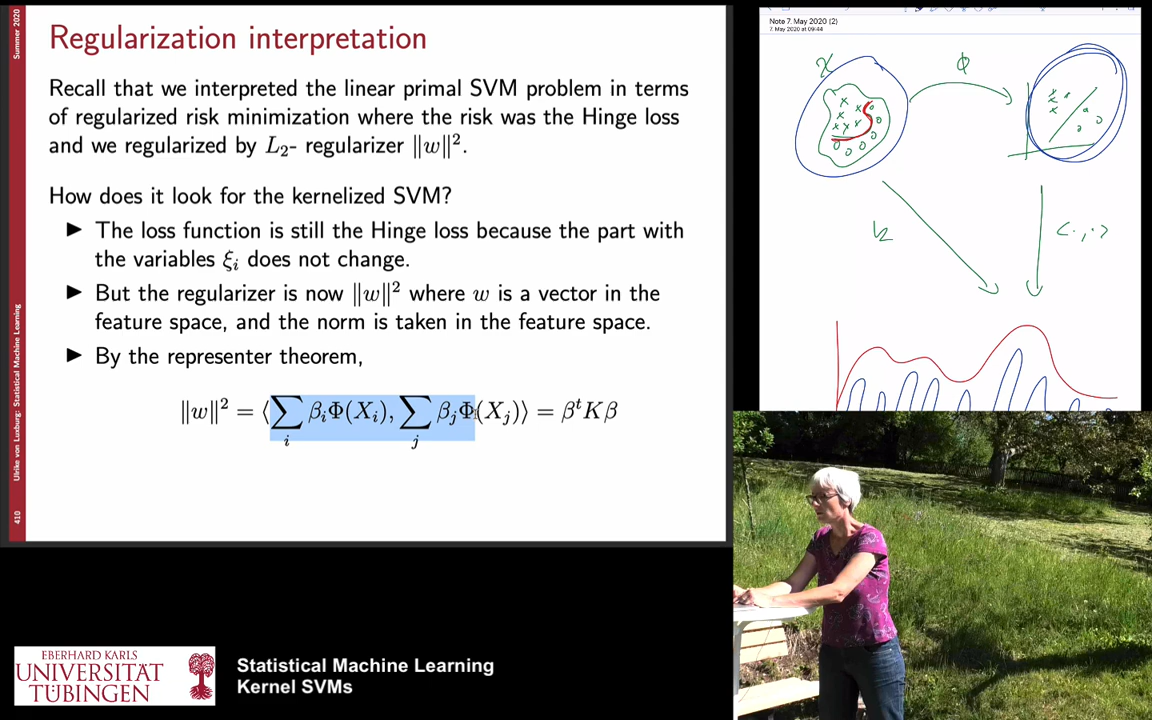 Summer 2020
Regularization interpretation
Recall that we interpreted the linear primal SVM problem in terms
of regularized risk minimization where the risk was the Hinge loss
and we regularized by L₂- regularizer ‖w‖².
How does it look for the kernelized SVM?
▶ The loss function is still the Hinge loss because the part with
the variables ξᵢ does not change.
▶ But the regularizer is now ‖w‖² where w is a vector in the
feature space, and the norm is taken in the feature space.
▶ By the representer theorem,
‖w‖² = ⟨∑ᵢ βᵢΦ(Xᵢ), ∑ⱼ βⱼΦ(Xⱼ)⟩ = βᵗKβ
Ulrike von Luxburg: Statistical Machine Learning
410
Note 7. May 2020 (2)
7. May 2020 at 09:44
X
Φ
k
<·,·>
EBERHARD KARLS
UNIVERSITÄT
TÜBINGEN
Statistical Machine Learning
Kernel SVMs